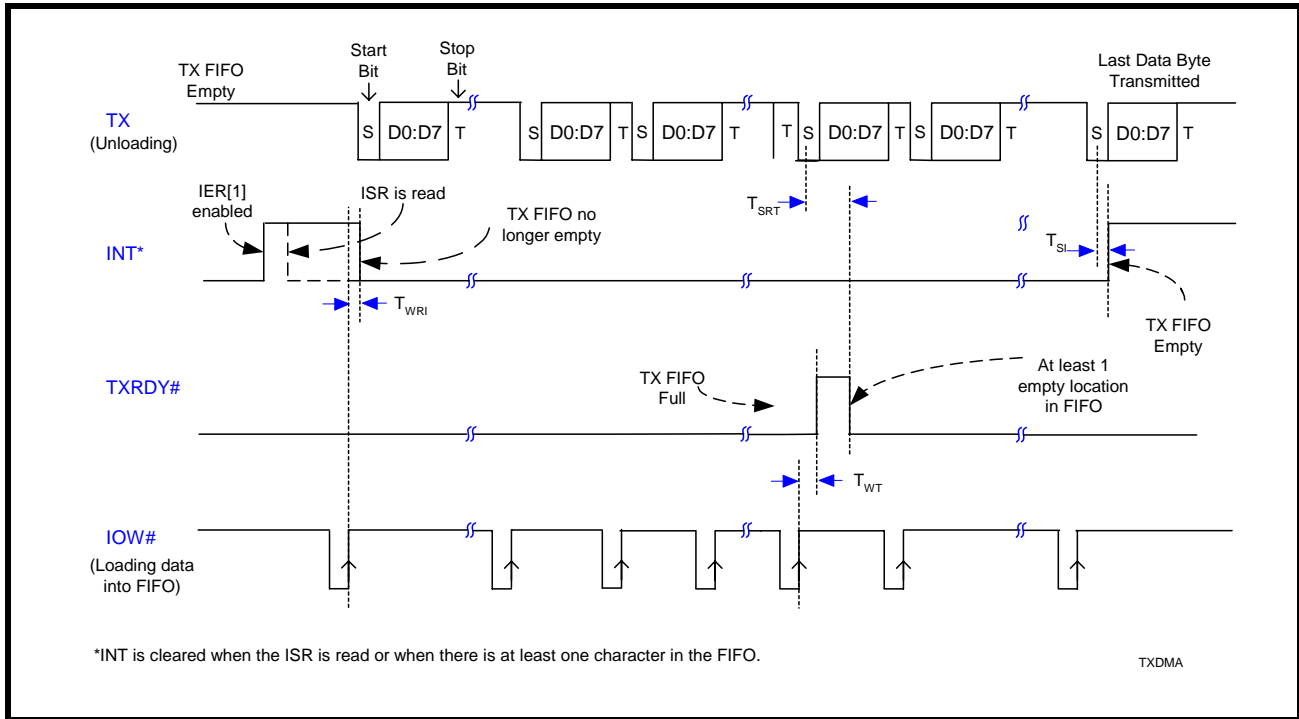 Start
Bit
Stop
Bit
TX FIFO
Empty
Last Data Byte
Transmitted
TX
(Unloading)
S D0:D7 T S D0:D7 T S D0:D7 T T S D0:D7 T S D0:D7 T S D0:D7 T
IER[1]
enabled
ISR is read
TX FIFO no
longer empty
TSRT
TSI
INT*
TWRI
TX FIFO
Empty
TXRDY#
TX FIFO
Full
At least 1
empty location
in FIFO
TWT
IOW#
(Loading data
into FIFO)
*INT is cleared when the ISR is read or when there is at least one character in the FIFO.
TXDMA